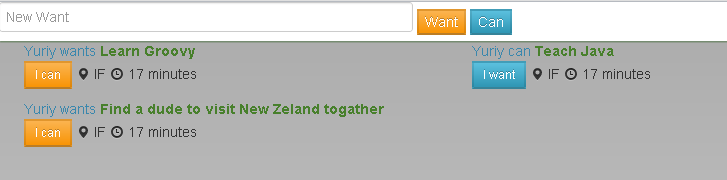 New Want Want Can
Yuriy wants Learn Groovy
I can IF 17 minutes
Yuriy wants Find a dude to visit New Zeland togather
I can IF 17 minutes
Yuriy can Teach Java
I want IF 17 minutes